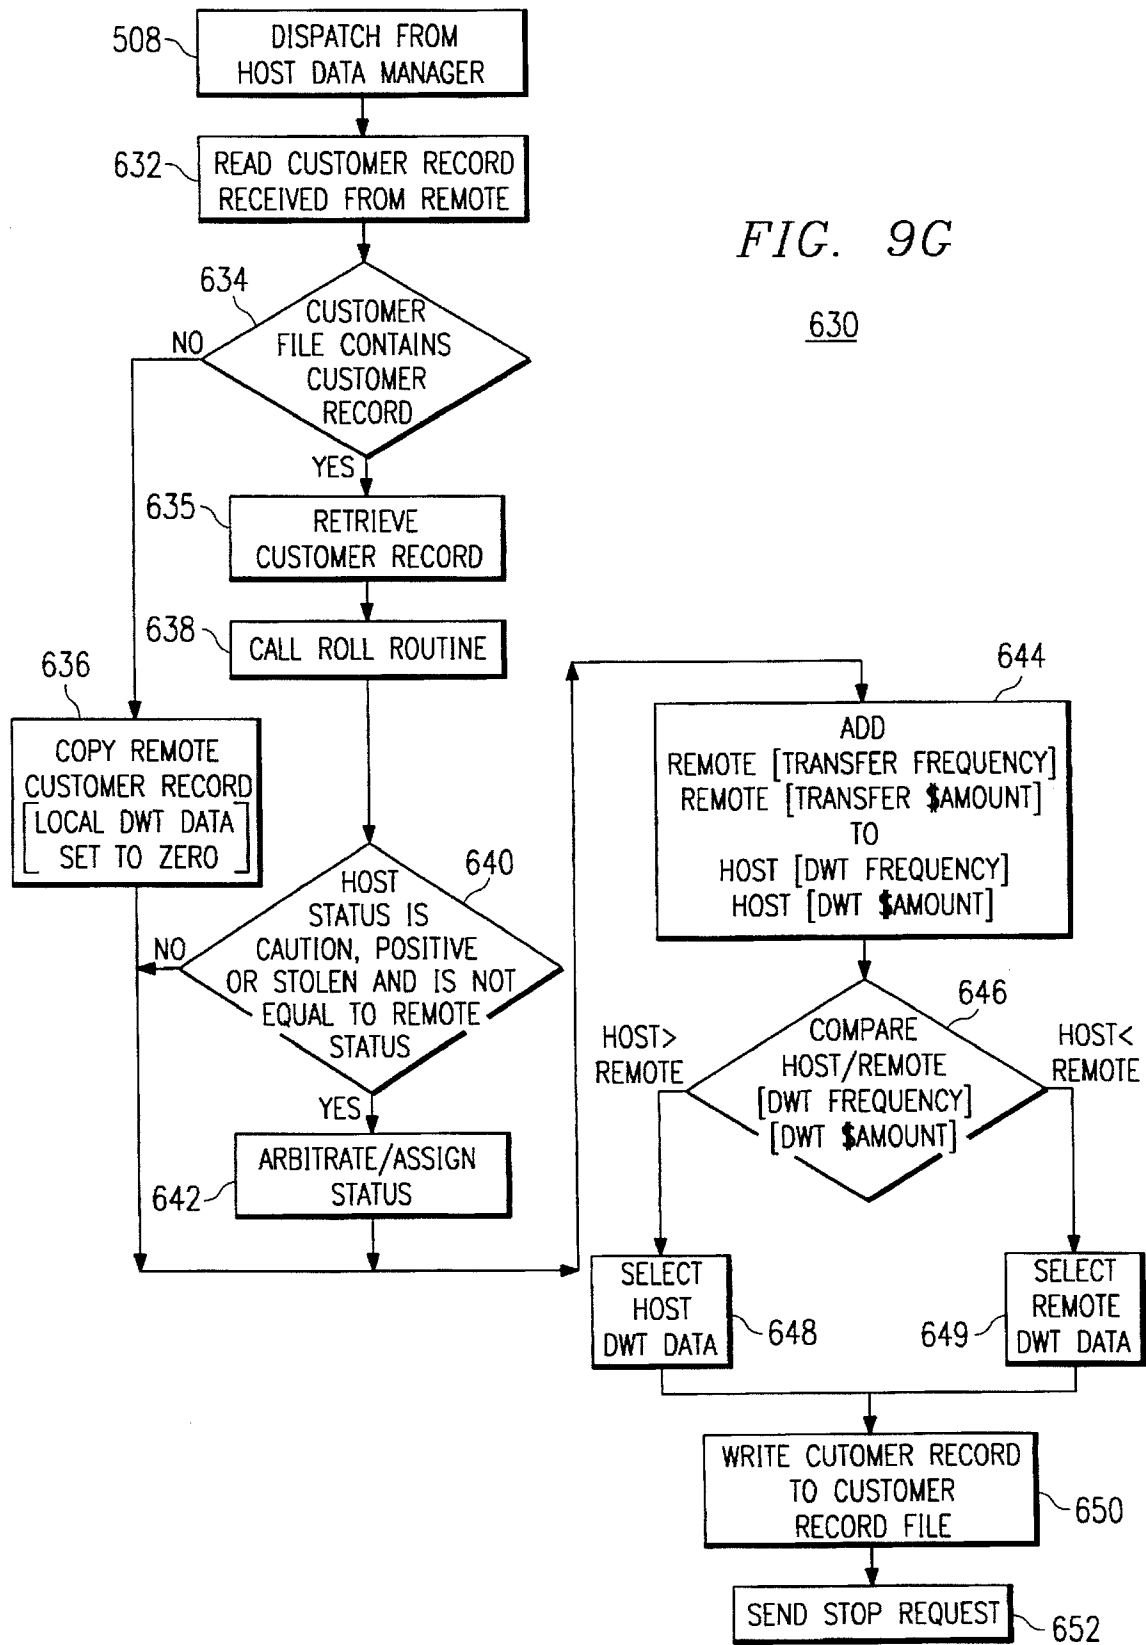 508
DISPATCH FROM
HOST DATA MANAGER
632
READ CUSTOMER RECORD
RECEIVED FROM REMOTE
FIG. 9G
630
634
CUSTOMER
FILE CONTAINS
CUSTOMER
RECORD
NO
YES
635
RETRIEVE
CUSTOMER RECORD
638
CALL ROLL ROUTINE
636
COPY REMOTE
CUSTOMER RECORD
[LOCAL DWT DATA
SET TO ZERO]
640
HOST
STATUS IS
CAUTION, POSITIVE
OR STOLEN AND IS NOT
EQUAL TO REMOTE
STATUS
NO
YES
642
ARBITRATE/ASSIGN
STATUS
644
ADD
REMOTE [TRANSFER FREQUENCY]
REMOTE [TRANSFER $AMOUNT]
TO
HOST [DWT FREQUENCY]
HOST [DWT $AMOUNT]
646
COMPARE
HOST/REMOTE
[DWT FREQUENCY]
[DWT $AMOUNT]
HOST>
REMOTE
HOST<
REMOTE
SELECT
HOST
DWT DATA
648
SELECT
REMOTE
DWT DATA
649
WRITE CUTOMER RECORD
TO CUSTOMER
RECORD FILE
650
SEND STOP REQUEST
652